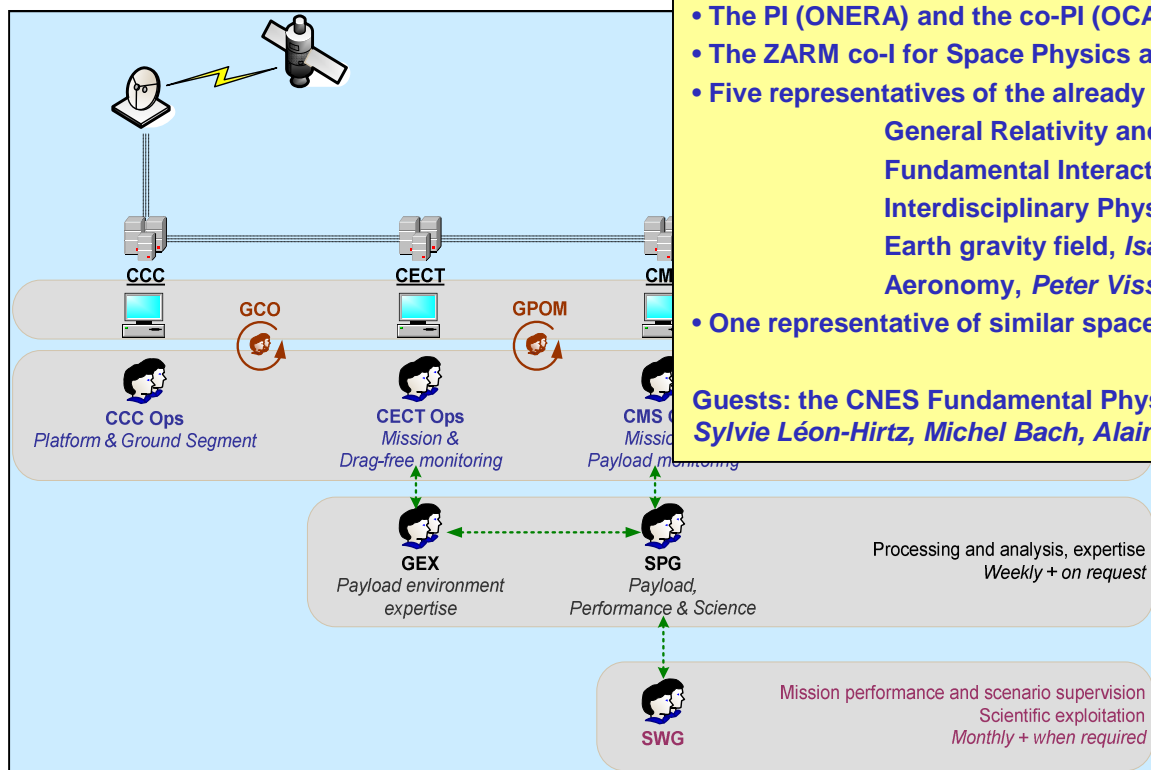 • The PI (ONERA) and the co-PI (OCA
• The ZARM co-I for Space Physics a
• Five representatives of the already
General Relativity and
Fundamental Interact
Interdisciplinary Phys
Earth gravity field, Isa
Aeronomy, Peter Viss
• One representative of similar space
Guests: the CNES Fundamental Phys
Sylvie Léon-Hirtz, Michel Bach, Alain
CCC
CECT
CM
GCO
GPOM
CCC Ops
Platform & Ground Segment
CECT Ops
Mission &
Drag-free monitoring
CMS
Missio
Payload monitoring
GEX
Payload environment
expertise
SPG
Payload,
Performance & Science
Processing and analysis, expertise
Weekly + on request
SWG
Mission performance and scenario supervision
Scientific exploitation
Monthly + when required